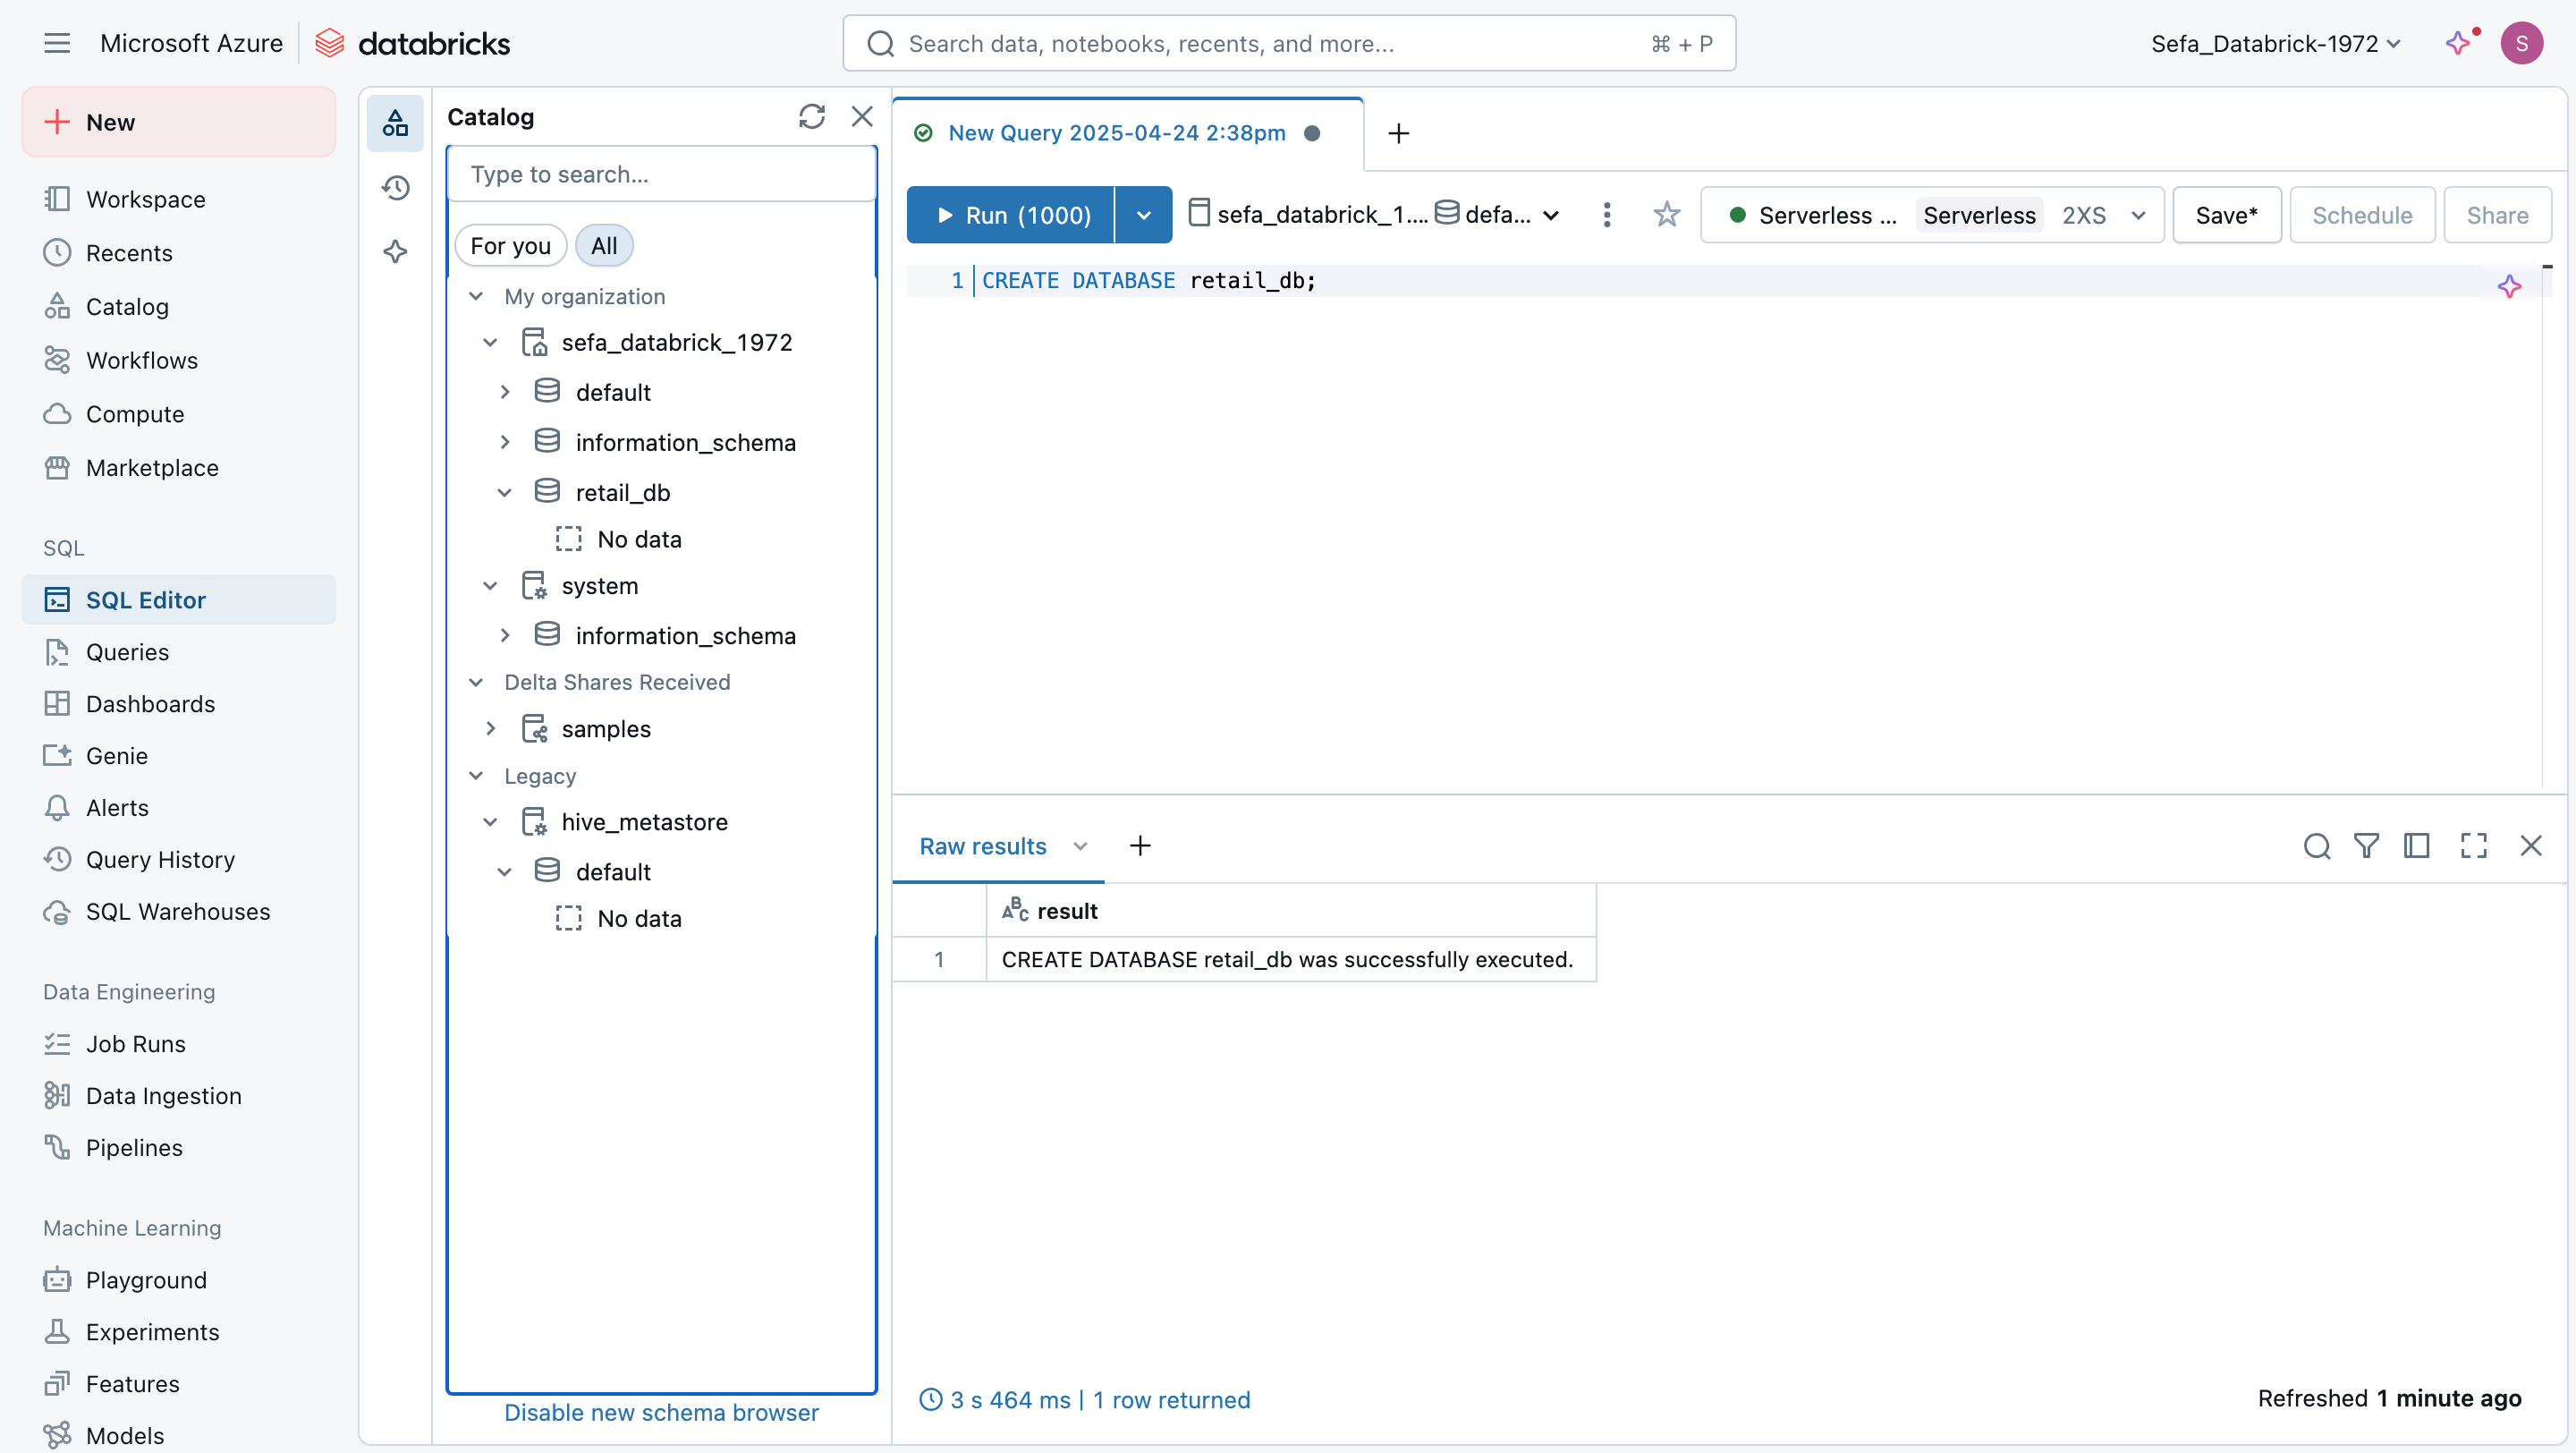 Microsoft Azure databricks
Search data, notebooks, recents, and more... ⌘ + P
Sefa_Databrick-1972
S
New
Workspace
Recents
Catalog
Workflows
Compute
Marketplace
SQL
SQL Editor
Queries
Dashboards
Genie
Alerts
Query History
SQL Warehouses
Data Engineering
Job Runs
Data Ingestion
Pipelines
Machine Learning
Playground
Experiments
Features
Models
Catalog
Type to search...
For you All
My organization
sefa_databrick_1972
default
information_schema
retail_db
No data
system
information_schema
Delta Shares Received
samples
Legacy
hive_metastore
default
No data
Disable new schema browser
New Query 2025-04-24 2:38pm
Run (1000) sefa_databrick_1.... defa... Serverless ... Serverless 2XS Save* Schedule Share
1 CREATE DATABASE retail_db;
Raw results
ABC result
1 CREATE DATABASE retail_db was successfully executed.
3 s 464 ms | 1 row returned
Refreshed 1 minute ago